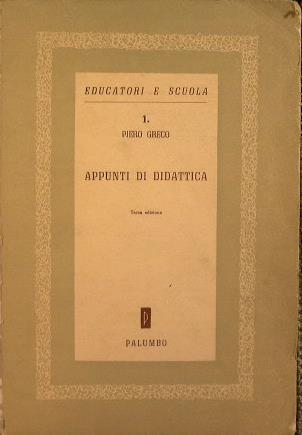 EDUCATORI E SCUOLA
1.
PIERO GRECO
APPUNTI DI DIDATTICA
Terza edizione
P
PALUMBO